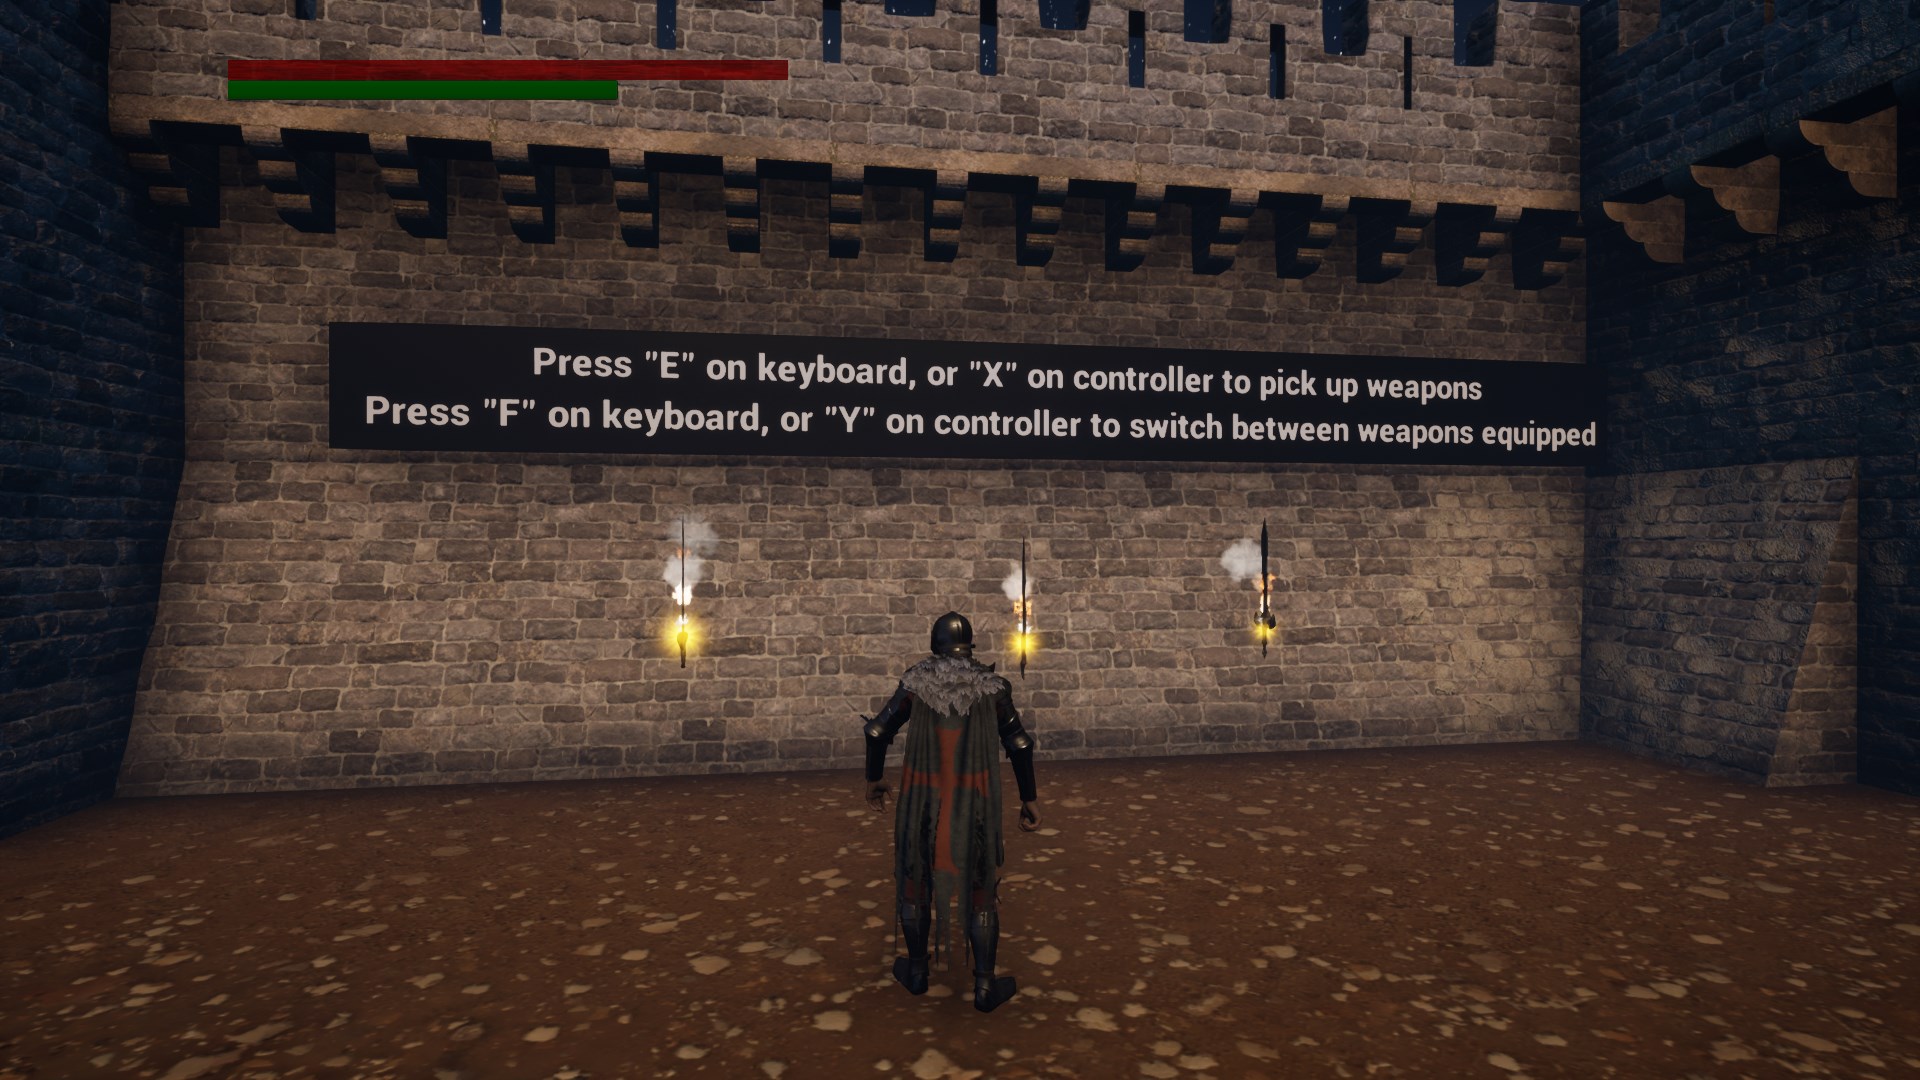 Press "E" on keyboard, or "X" on controller to pick up weapons
Press "F" on keyboard, or "Y" on controller to switch between weapons equipped